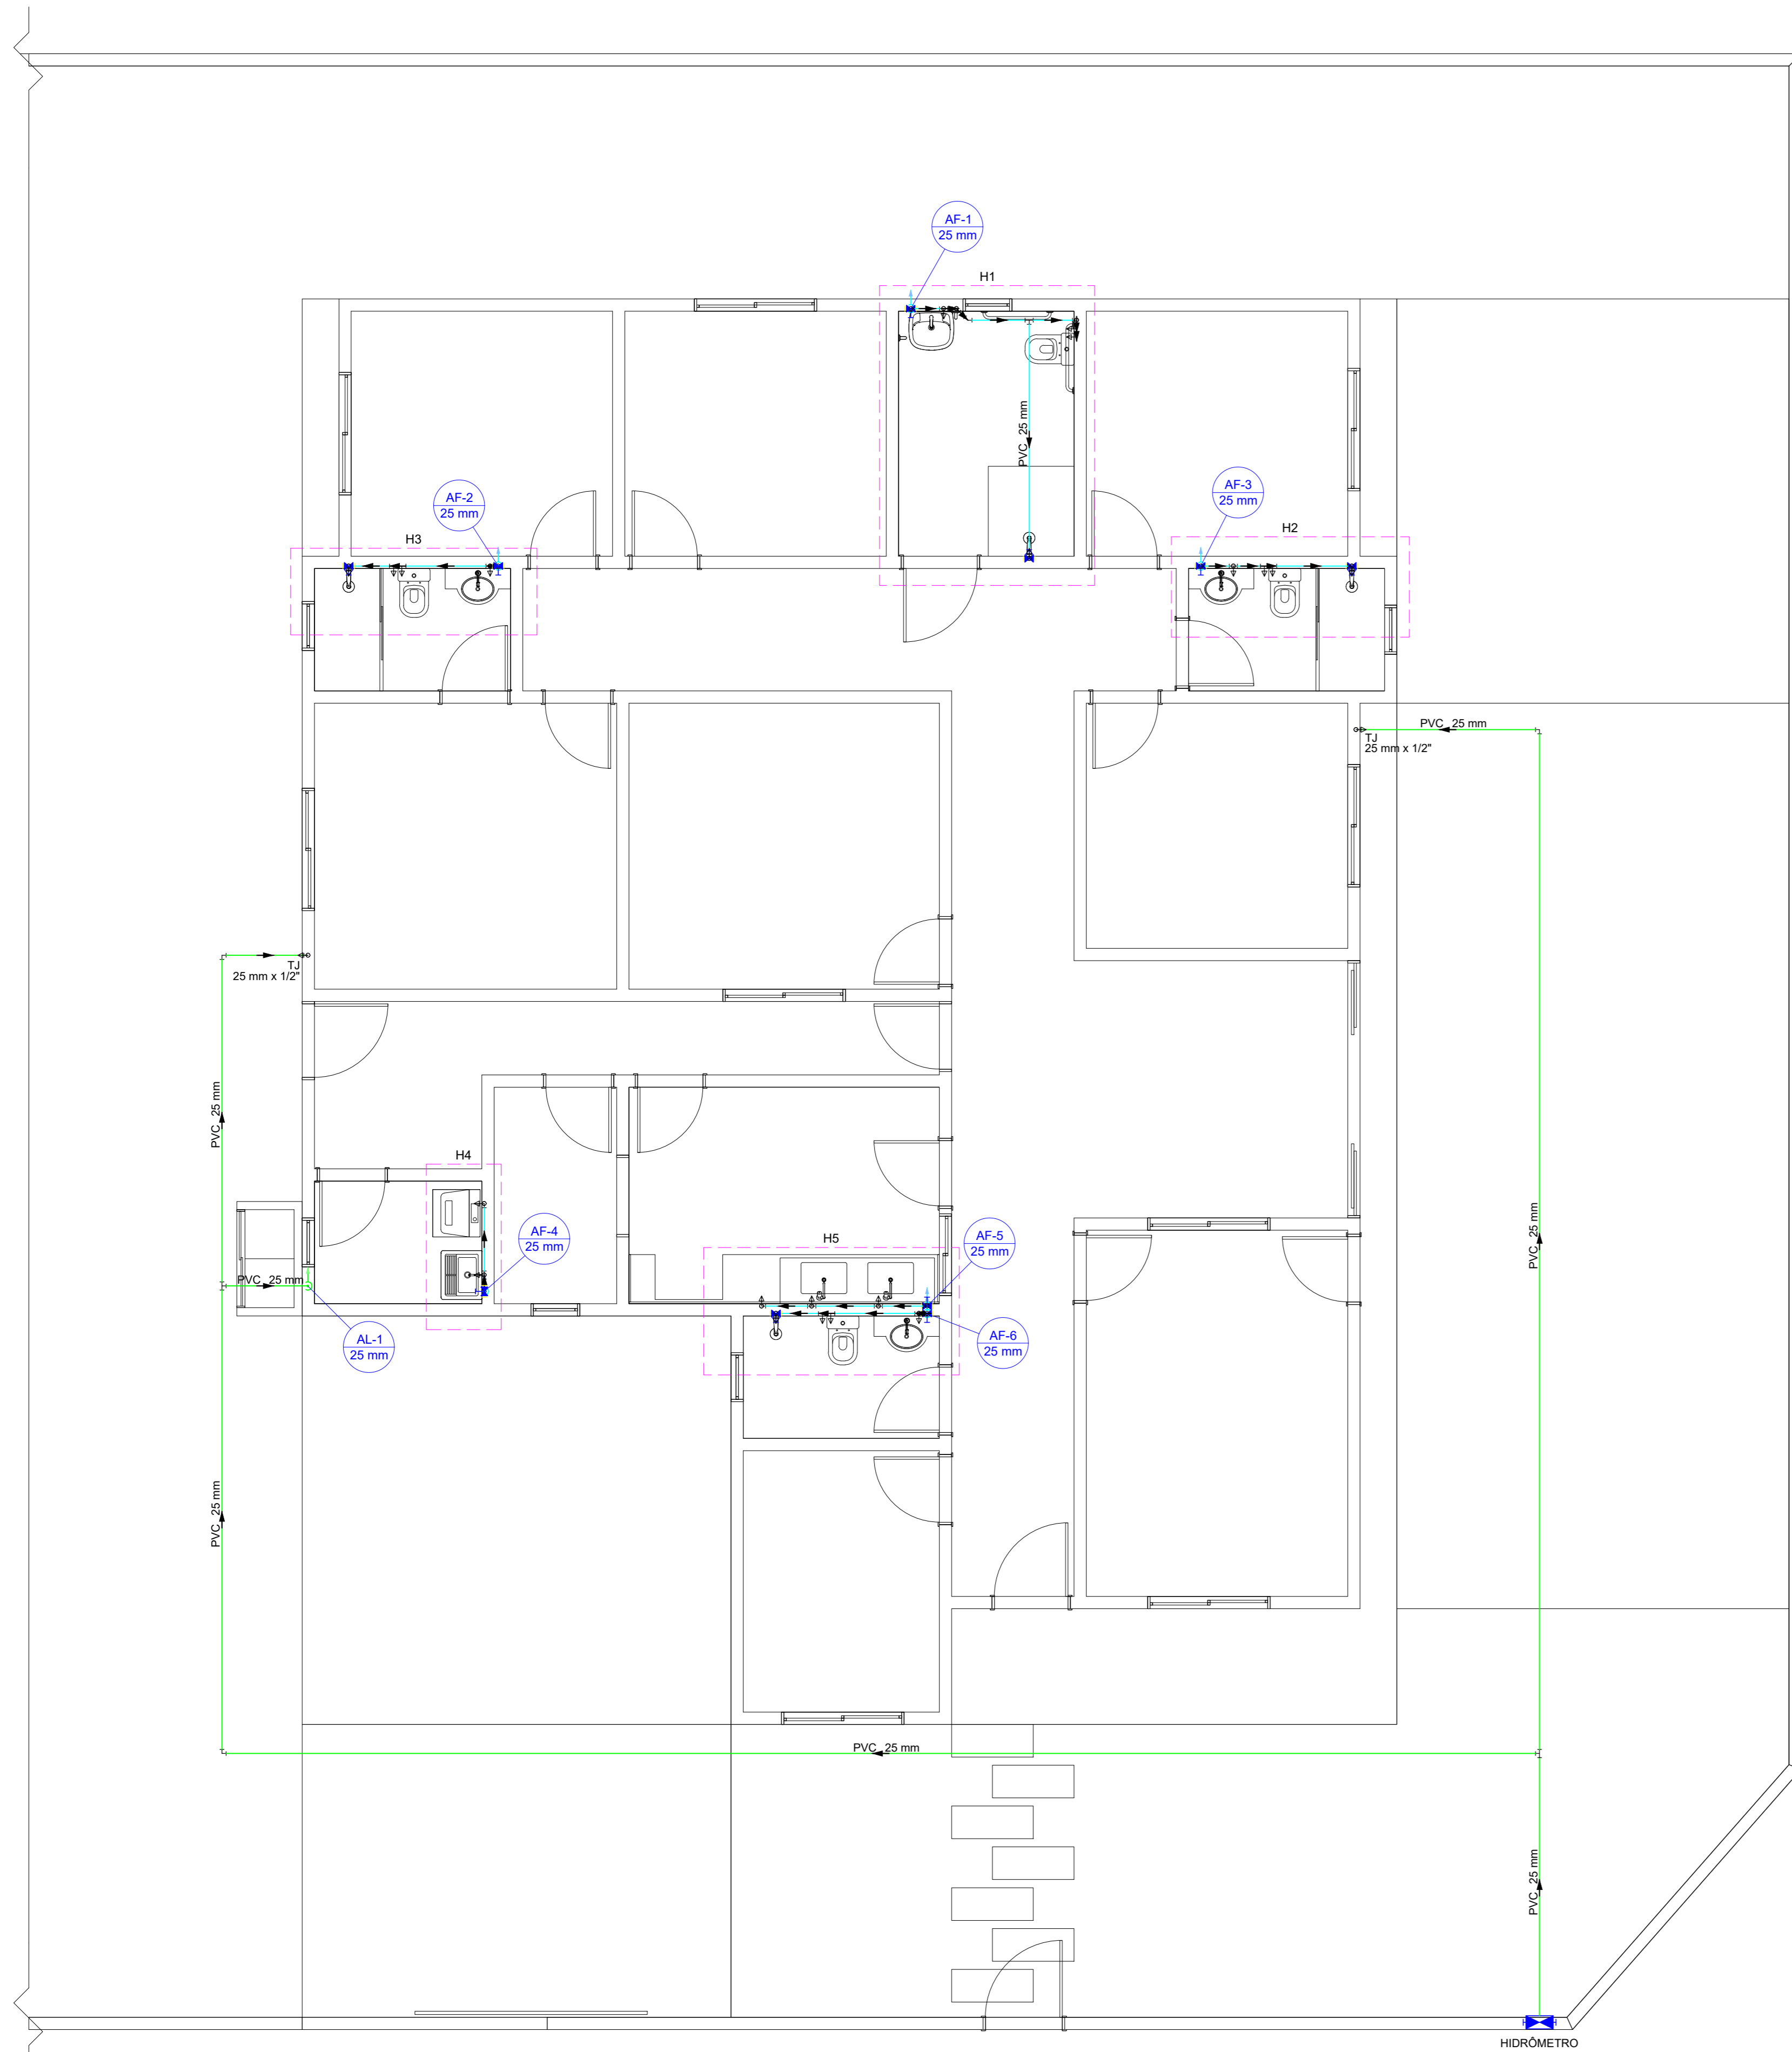 AF-1
25 mm
H1
PVC 25 mm
AF-2
25 mm
H3
AF-3
25 mm
H2
PVC 25 mm
TJ
25 mm x 1/2"
TJ
25 mm x 1/2"
PVC 25 mm
H4
AF-4
25 mm
H5
AF-5
25 mm
PVC 25 mm
PVC 25 mm
AL-1
25 mm
AF-6
25 mm
PVC 25 mm
PVC 25 mm
PVC 25 mm
HIDRÔMETRO